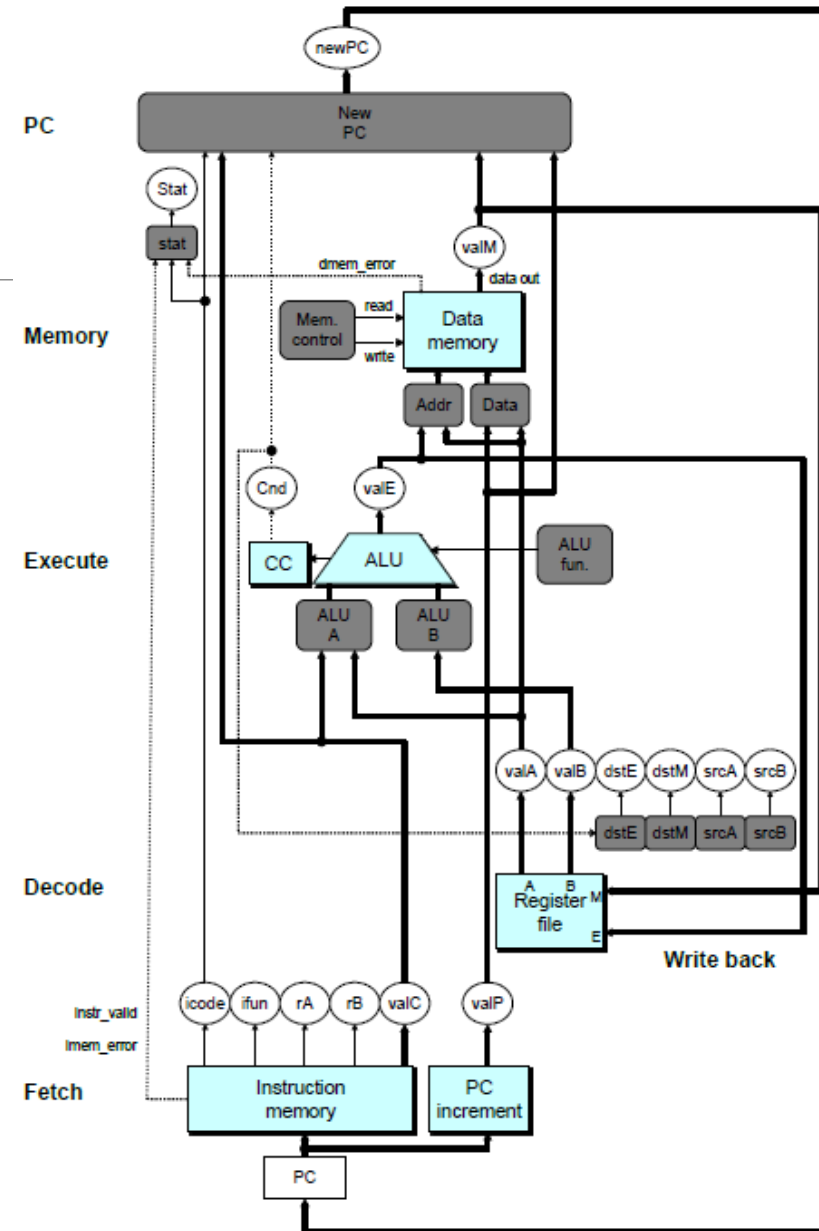 newPC
PC
New
PC
Stat
stat
valM
dmem_error
data out
Memory
Mem.
control
read
write
Data
memory
Addr
Data
Cnd
valE
Execute
CC
ALU
ALU
fun.
ALU
A
ALU
B
valA
valB
dstE
dstM
srcA
srcB
dstE
dstM
srcA
srcB
Decode
A
B
M
E
Register
file
Write back
icode
ifun
rA
rB
valC
valP
Instr_valid
Imem_error
Fetch
Instruction
memory
PC
increment
PC